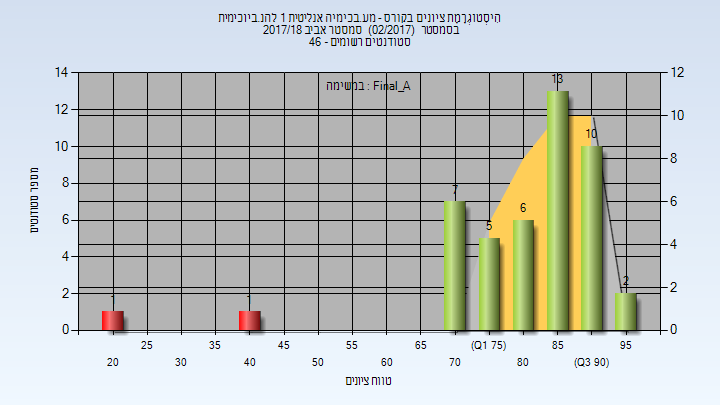 היסטוגרמת ציונים בקורס - מע.בכימיה אנליטית 1 להנ.ביוכימית
בסמסטר (02/2017) סמסטר אביב 2017/18
סטודנטים רשומים - 46
במשימה : Final_A
14 12 10 8 6 4 2 0
מספר סטודנטים
12 10 8 6 4 2 0
1 1 7 5 6 13 10 2
25 35 45 55 65 (Q1 75) 85 95
20 30 40 50 60 70 80 (Q3 90)
טווח ציונים